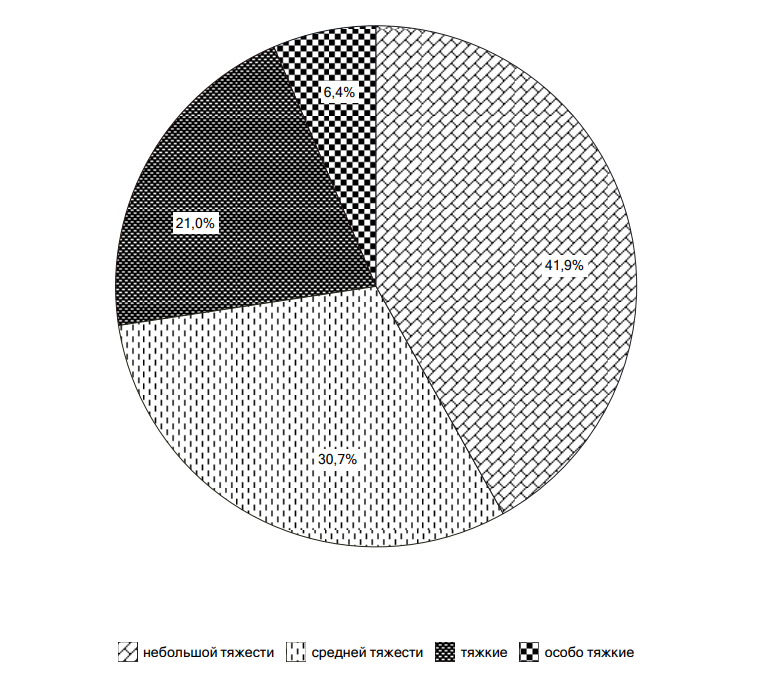 6,4%
21,0%
41,9%
30,7%
небольшой тяжести средней тяжести тяжкие особо тяжкие